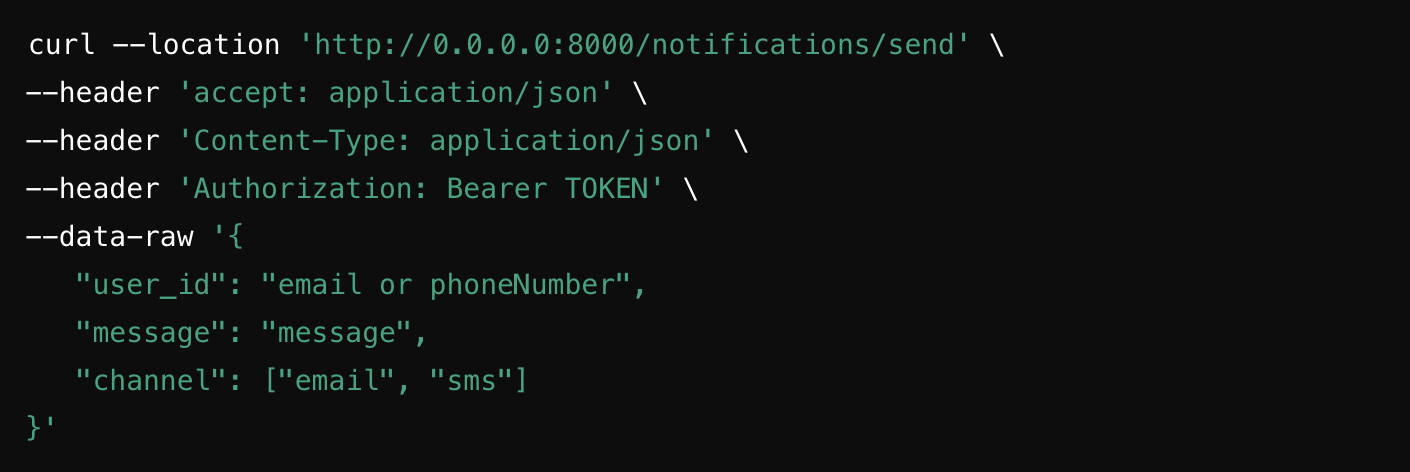 curl --location 'http://0.0.0.0:8000/notifications/send' \
--header 'accept: application/json' \
--header 'Content-Type: application/json' \
--header 'Authorization: Bearer TOKEN' \
--data-raw '{
   "user_id": "email or phoneNumber",
   "message": "message",
   "channel": ["email", "sms"]
}'